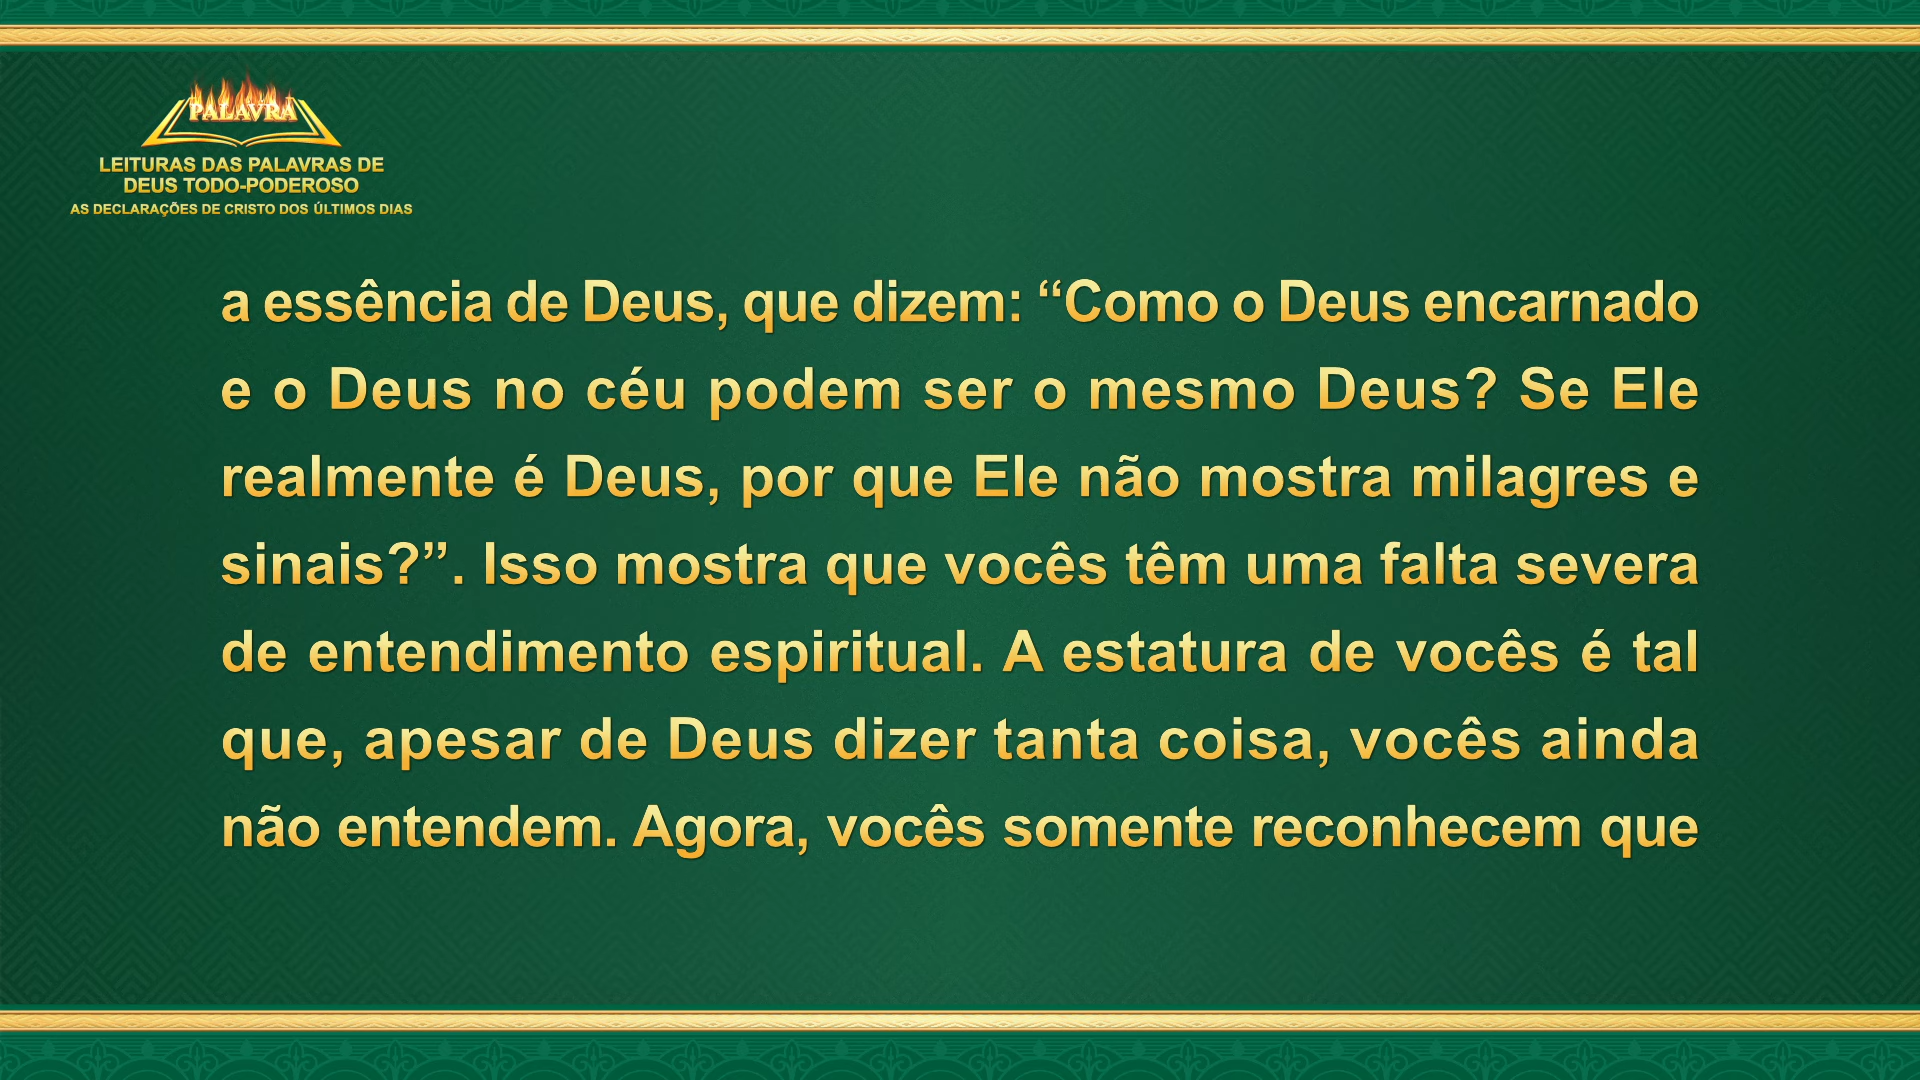 PALAVRA
LEITURAS DAS PALAVRAS DE
DEUS TODO-PODEROSO
AS DECLARAÇÕES DE CRISTO DOS ÚLTIMOS DIAS
a essência de Deus, que dizem: “Como o Deus encarnado
e o Deus no céu podem ser o mesmo Deus? Se Ele
realmente é Deus, por que Ele não mostra milagres e
sinais?”. Isso mostra que vocês têm uma falta severa
de entendimento espiritual. A estatura de vocês é tal
que, apesar de Deus dizer tanta coisa, vocês ainda
não entendem. Agora, vocês somente reconhecem que